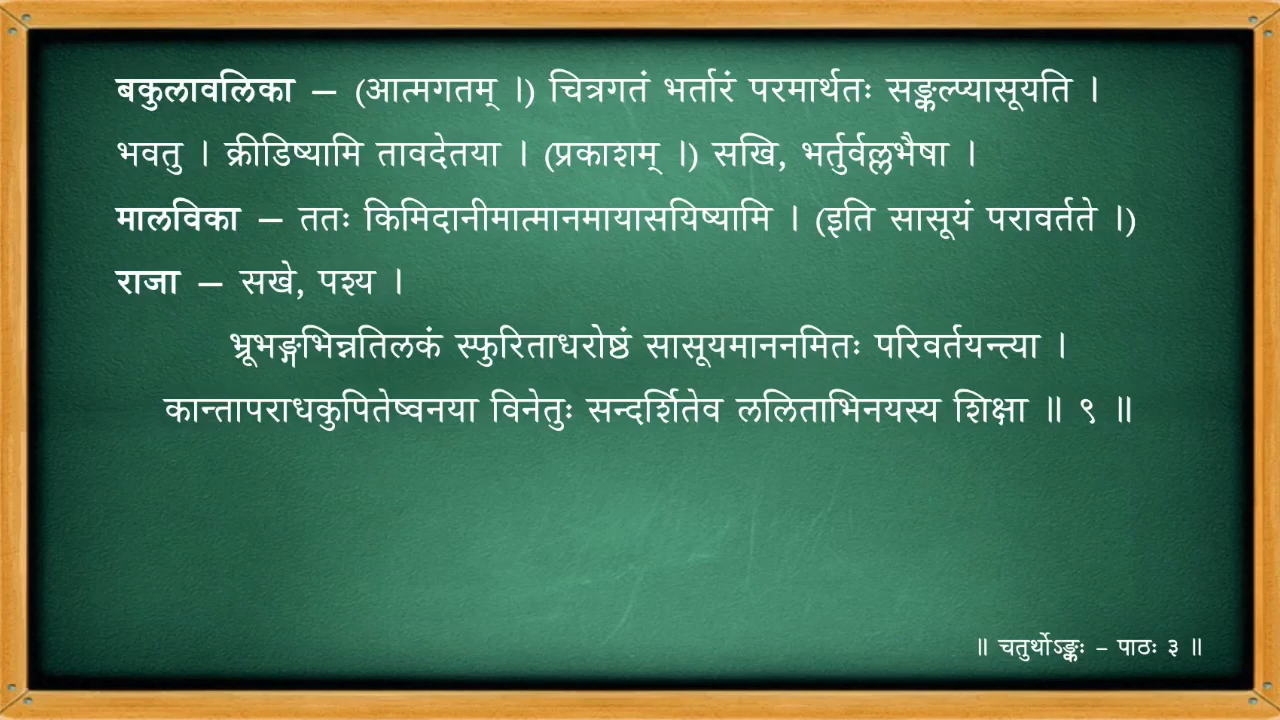 बकुलावलिका – (आत्मगतम् ।) चित्रगतं भर्तारं परमार्थतः सङ्कल्प्यासूयति ।
भवतु । क्रीडिष्यामि तावदेतया । (प्रकाशम् ।) सखि, भर्तुर्वल्लभैषा ।
मालविका – ततः किमिदानीमात्मानमायासयिष्यामि । (इति सासूयं परावर्तते ।)
राजा – सखे, पश्य ।
भ्रूभङ्गभिन्नतिलकं स्फुरिताधरोष्ठं सासूयमाननमितः परिवर्तयन्त्या ।
कान्तापराधकुपितेष्वनया विनेतुः सन्दर्शितेव ललिताभिनयस्य शिक्षा ॥ ९ ॥
॥ चतुर्थोऽङ्कः – पाठः ३ ॥